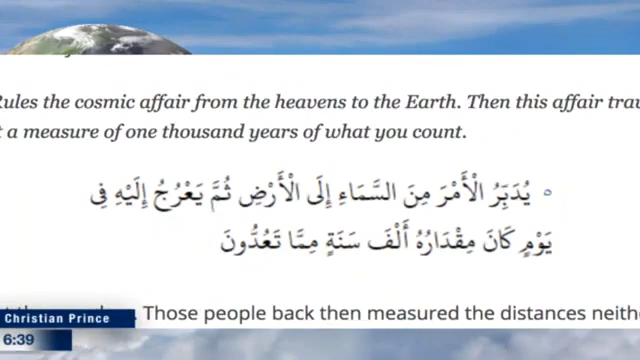 Rules the cosmic affair from the heavens to the Earth. Then this affair
a measure of one thousand years of what you count.
يُدَبِّرُ الْأَمْرَ مِنَ السَّمَاءِ إِلَى الْأَرْضِ ثُمَّ يَعْرُجُ إِلَيْهِ فِي
يَوْمٍ كَانَ مِقْدَارُهُ أَلْفَ سَنَةٍ مِمَّا تَعُدُّونَ
. Those people back then measured the distances
Christian Prince
6:39